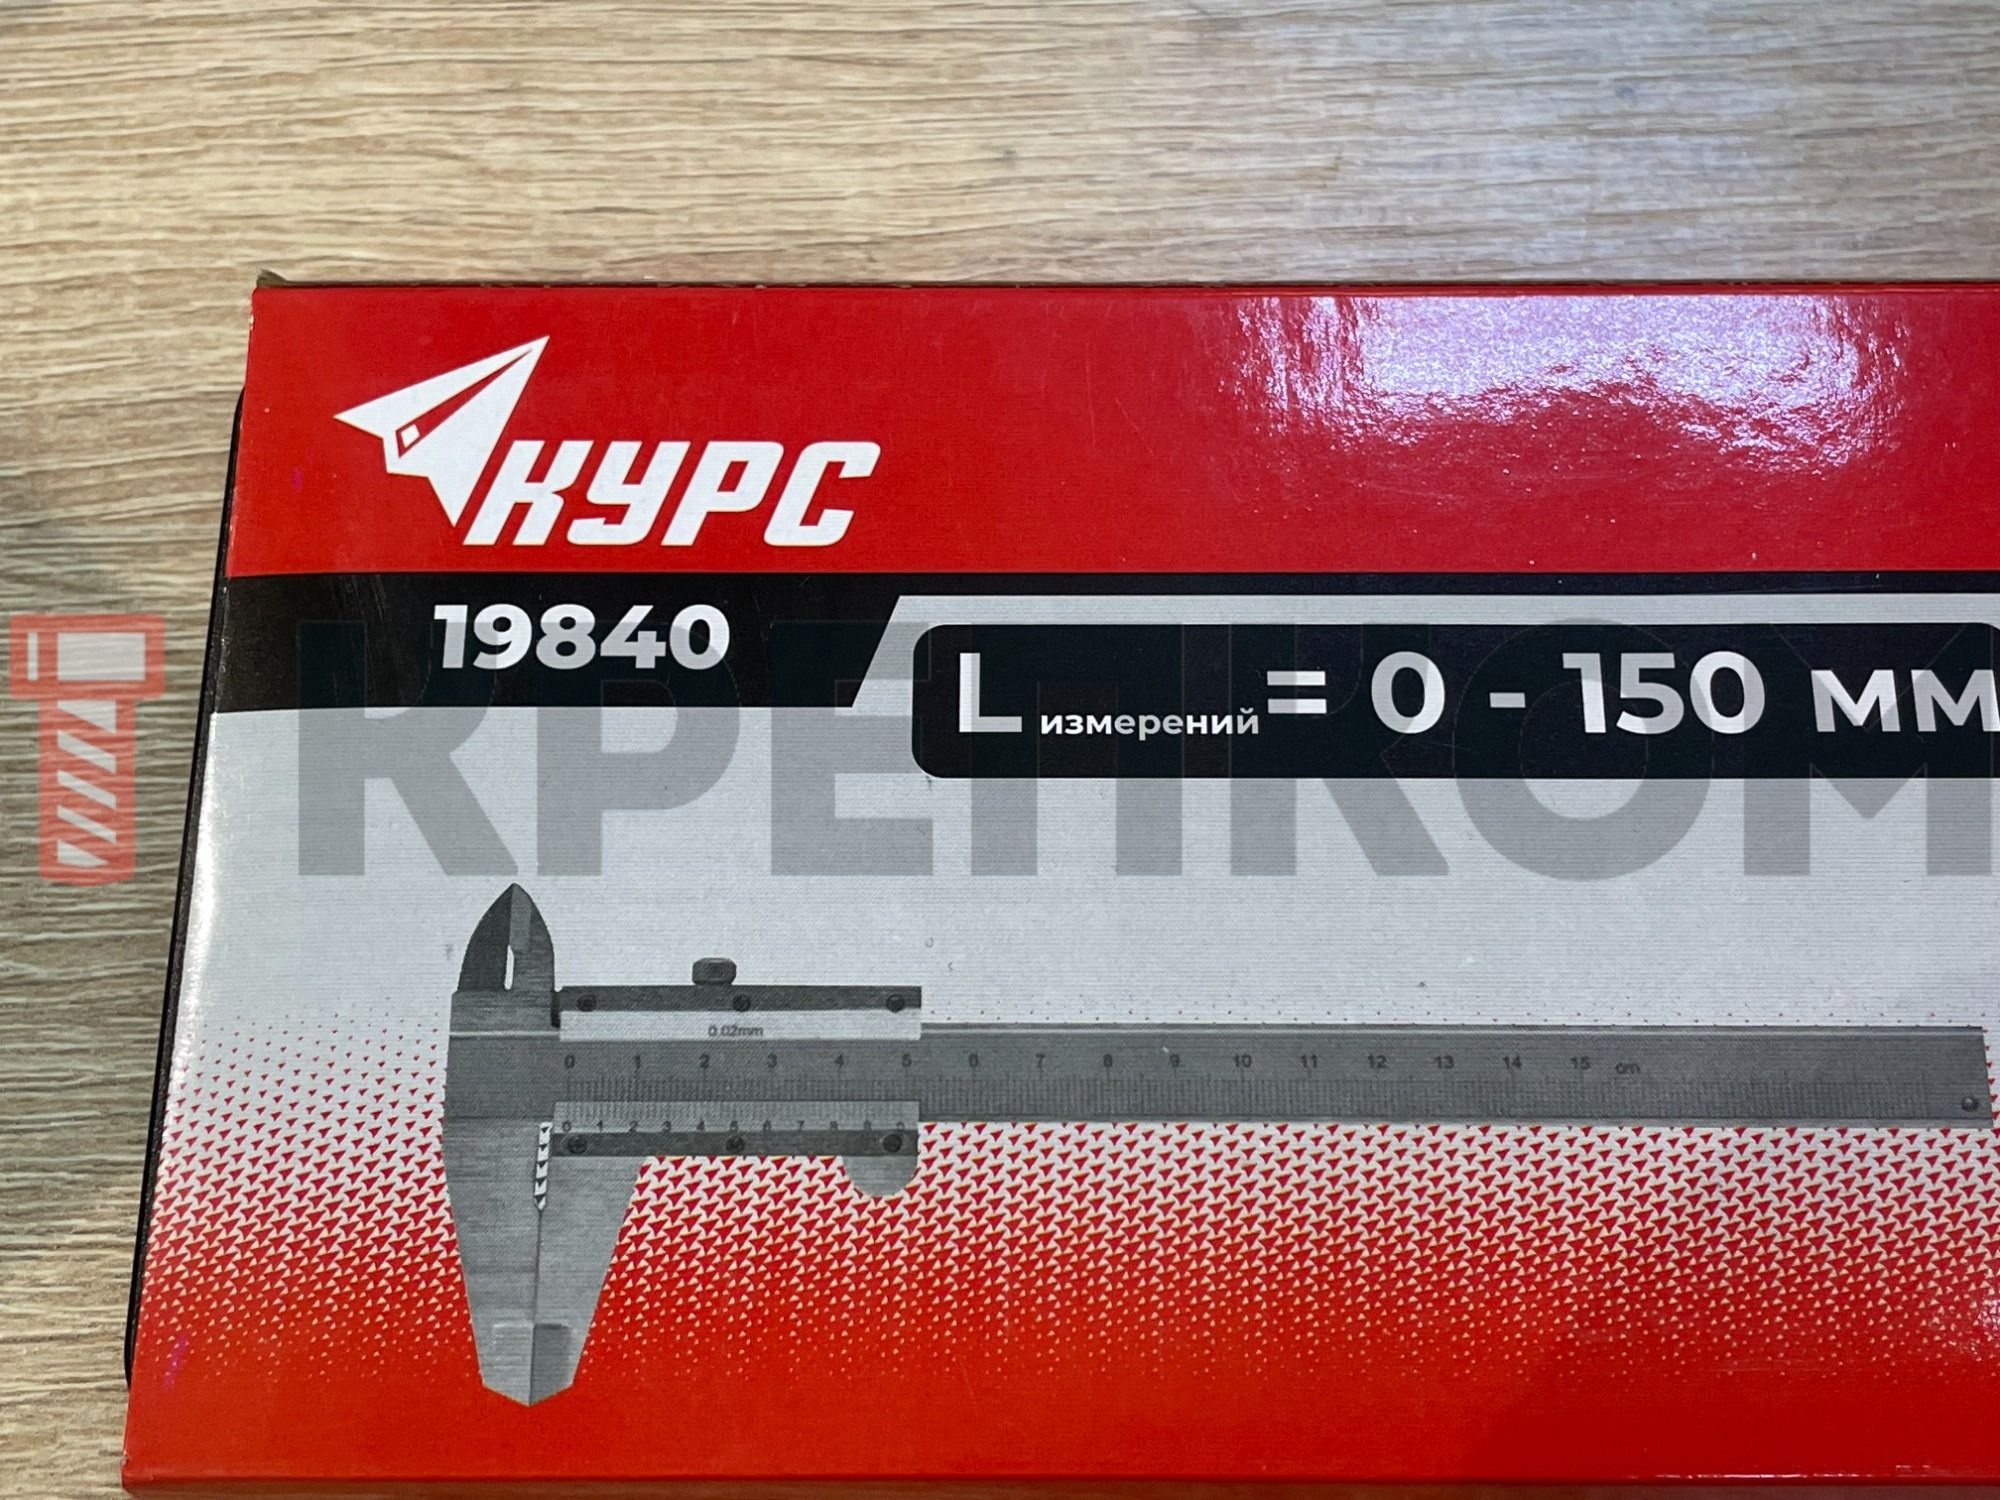 КУРС
19840
L измерений = 0 - 150 мм
КРЕПКОМ
0.02mm
0 1 2 3 4 5 6 7 8 9 10 11 12 13 14 15 cm
0 1 2 3 4 5 6 7 8 9 0